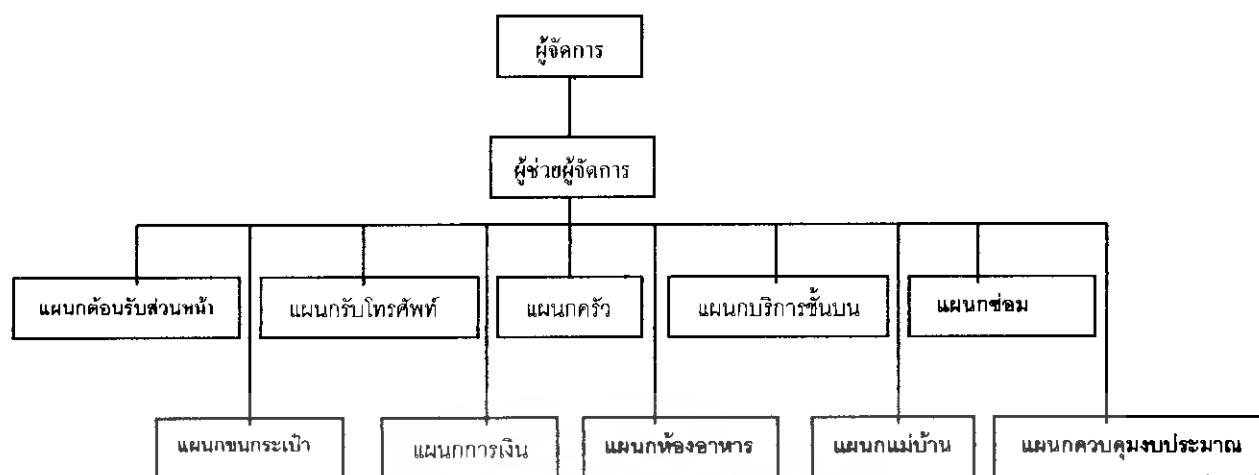 ผู้จัดการ
ผู้ช่วยผู้จัดการ
แผนกต้อนรับส่วนหน้า
แผนกรับโทรศัพท์
แผนกครัว
แผนกบริการชั้นบน
แผนกซ่อม
แผนกขนกระเป๋า
แผนกการเงิน
แผนกห้องอาหาร
แผนกแม่บ้าน
แผนกควบคุมงบประมาณ